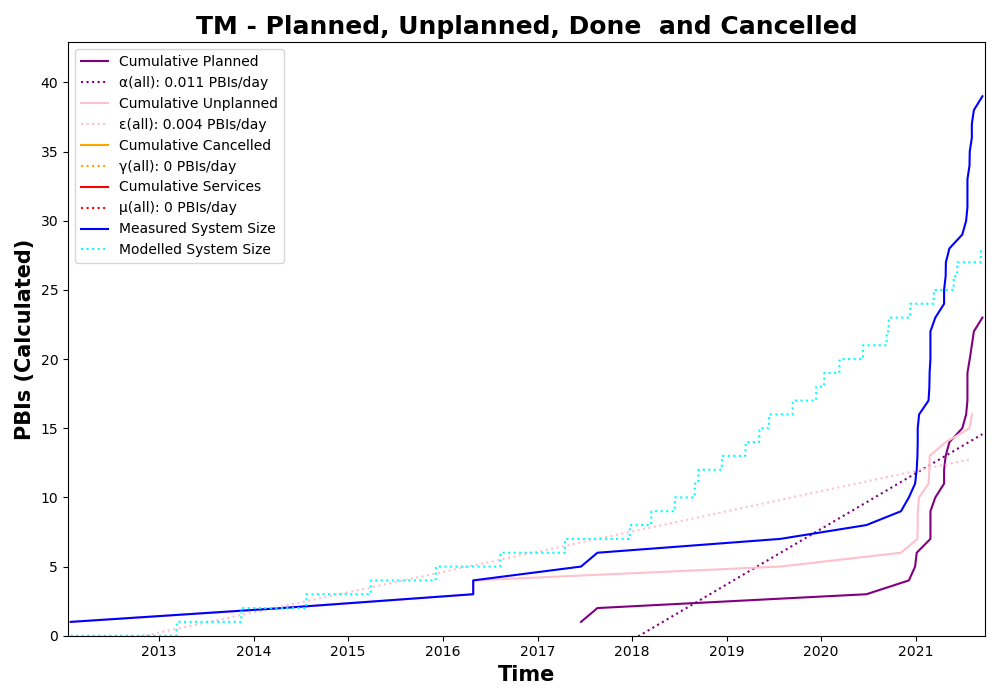 TM - Planned, Unplanned, Done  and Cancelled
Cumulative Planned
α(all): 0.011 PBIs/day
Cumulative Unplanned
ε(all): 0.004 PBIs/day
Cumulative Cancelled
γ(all): 0 PBIs/day
Cumulative Services
μ(all): 0 PBIs/day
Measured System Size
Modelled System Size
PBIs (Calculated)
40
35
30
25
20
15
10
5
0
2013 2014 2015 2016 2017 2018 2019 2020 2021
Time